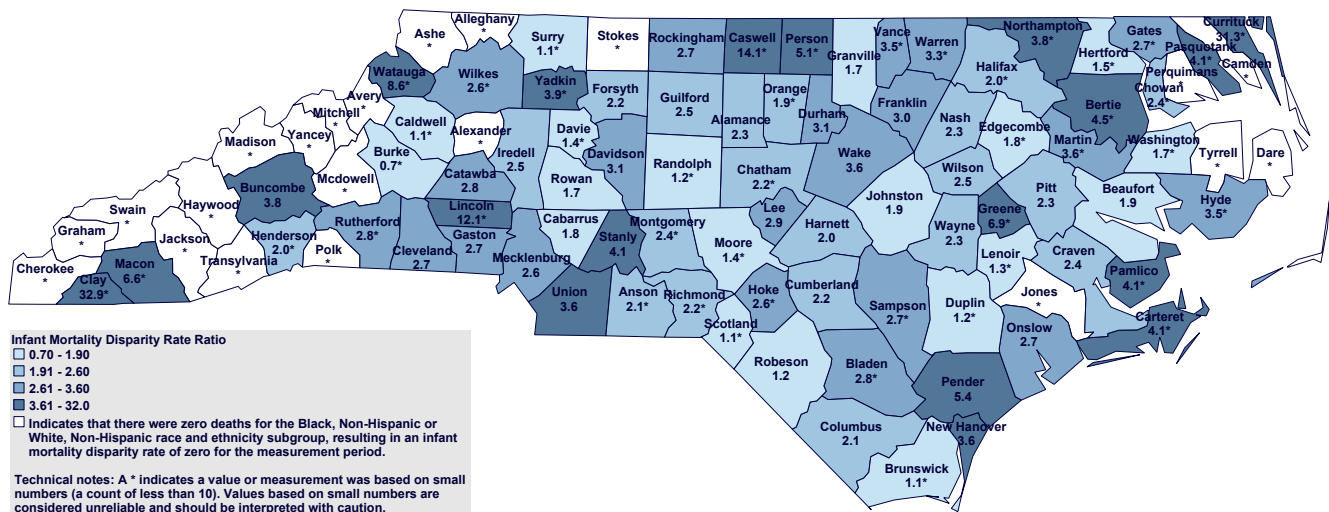 Ashe
*
Alleghany
*
Surry
1.1*
Stokes
*
Rockingham
2.7
Caswell
14.1*
Person
5.1*
Granville
1.7
Vance
3.5*
Warren
3.3*
Northampton
3.8*
Hertford
1.5*
Gates
2.7*
Currituck
31.3*
Pasquotank
4.1*
Camden
*
Perquimans
*
Chowan
2.4*
Watauga
8.6*
Wilkes
2.6*
Yadkin
3.9*
Forsyth
2.2
Guilford
2.5
Alamance
2.3
Orange
1.9*
Durham
3.1
Franklin
3.0
Halifax
2.0*
Nash
2.3
Edgecombe
1.8*
Bertie
4.5*
Martin
3.6*
Washington
1.7*
Tyrrell
*
Dare
*
Avery
*
Mitchell
*
Yancey
*
Madison
*
Caldwell
1.1*
Alexander
*
Burke
0.7*
Iredell
2.5
Davie
1.4*
Davidson
3.1
Randolph
1.2*
Chatham
2.2*
Wake
3.6
Johnston
1.9
Wilson
2.5
Pitt
2.3
Beaufort
1.9
Hyde
3.5*
Mcdowell
*
Buncombe
3.8
Haywood
*
Swain
*
Graham
*
Cherokee
*
Clay
32.9*
Macon
6.6*
Jackson
*
Transylvania
*
Henderson
2.0*
Polk
*
Rutherford
2.8*
Cleveland
2.7
Catawba
2.8
Lincoln
12.1*
Gaston
2.7
Rowan
1.7
Cabarrus
1.8
Mecklenburg
2.6
Stanly
4.1
Montgomery
2.4*
Moore
1.4*
Lee
2.9
Harnett
2.0
Wayne
2.3
Greene
6.9*
Lenoir
1.3*
Craven
2.4
Pamlico
4.1*
Union
3.6
Anson
2.1*
Richmond
2.2*
Scotland
1.1*
Hoke
2.6*
Cumberland
2.2
Sampson
2.7*
Duplin
1.2*
Jones
*
Onslow
2.7
Carteret
4.1*
Robeson
1.2
Bladen
2.8*
Pender
5.4
Columbus
2.1
New Hanover
3.6
Brunswick
1.1*
Infant Mortality Disparity Rate Ratio
0.70 - 1.90
1.91 - 2.60
2.61 - 3.60
3.61 - 32.0
Indicates that there were zero deaths for the Black, Non-Hispanic or
White, Non-Hispanic race and ethnicity subgroup, resulting in an infant
mortality disparity rate of zero for the measurement period.
Technical notes: A * indicates a value or measurement was based on small
numbers (a count of less than 10). Values based on small numbers are
considered unreliable and should be interpreted with caution.